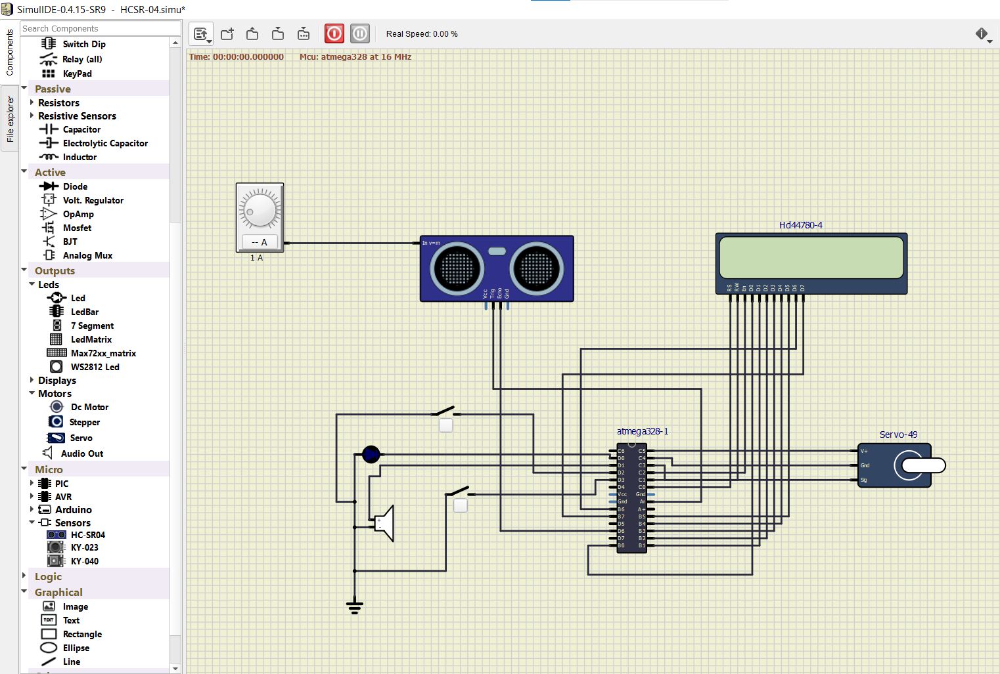 SimulIDE-0.4.15-SR9 - HCSR-04.simu*
Components
File explorer
Search Components
Switch Dip
Relay (all)
KeyPad
Passive
Resistors
Resistive Sensors
Capacitor
Electrolytic Capacitor
Inductor
Active
Diode
Volt. Regulator
OpAmp
Mosfet
BJT
Analog Mux
Outputs
Leds
Led
LedBar
7 Segment
LedMatrix
Max72xx_matrix
WS2812 Led
Displays
Motors
Dc Motor
Stepper
Servo
Audio Out
Micro
PIC
AVR
Arduino
Sensors
HC-SR04
KY-023
KY-040
Logic
Graphical
Image
TEXT
Text
Rectangle
Ellipse
Line
Real Speed: 0.00 %
Time: 00:00:00.000000 Mcu: atmega328 at 16 MHz
-- A
1 A
In v=m
Vcc Trig Echo Gnd
Hd44780-4
RS RW En D0 D1 D2 D3 D4 D5 D6 D7
atmega328-1
C6 C5
D0 C4
D1 C3
D2 C2
D3 C1
D4 C0
Vcc Gnd
Gnd Ar
B6 A+
B7 B5
D5 B4
D6 B3
D7 B2
B0 B1
Servo-49
V+
Gnd
Sig
+
-